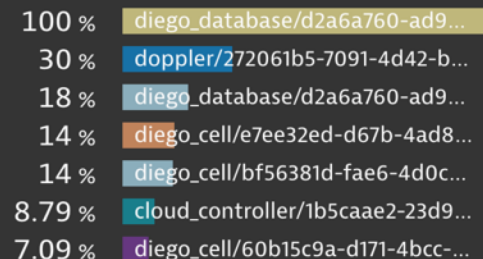 100 % diego_database/d2a6a760-ad9...
30 % doppler/272061b5-7091-4d42-b...
18 % diego_database/d2a6a760-ad9...
14 % diego_cell/e7ee32ed-d67b-4ad8...
14 % diego_cell/bf56381d-fae6-4d0c...
8.79 % cloud_controller/1b5caae2-23d9...
7.09 % diego_cell/60b15c9a-d171-4bcc-...